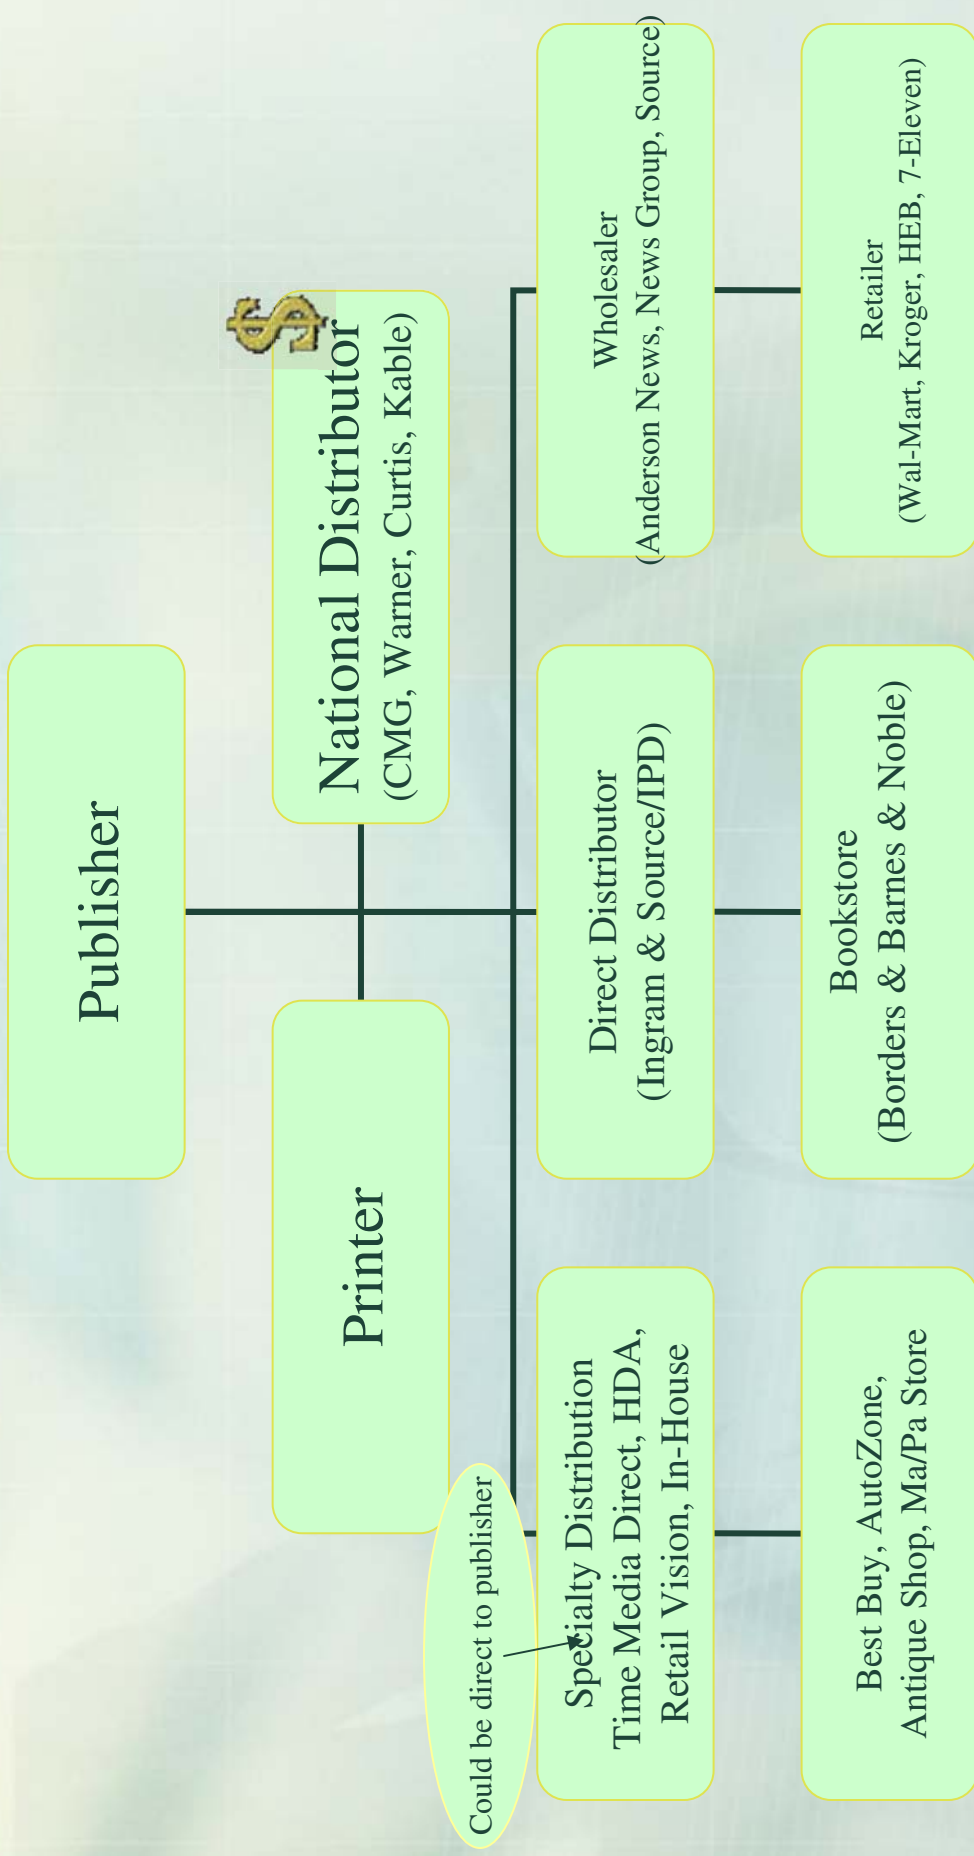 Publisher
Printer
National Distributor
(CMG, Warner, Curtis, Kable)
$
Could be direct to publisher
Specialty Distribution
Time Media Direct, HDA,
Retail Vision, In-House
Direct Distributor
(Ingram & Source/IPD)
Wholesaler
(Anderson News, News Group, Source)
Best Buy, AutoZone,
Antique Shop, Ma/Pa Store
Bookstore
(Borders & Barnes & Noble)
Retailer
(Wal-Mart, Kroger, HEB, 7-Eleven)